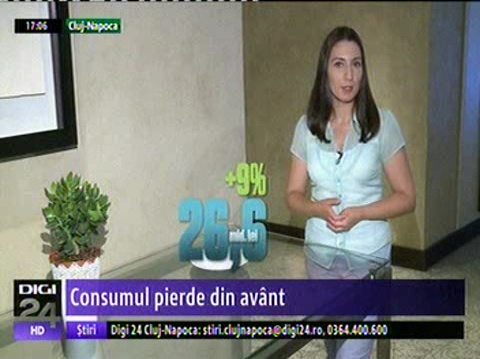 17:06
Cluj-Napoca
+9%
26,6
mld. lei
DIGI
24
HD
Consumul pierde din avânt
Știri
Digi 24 Cluj-Napoca: stiri.clujnapoca@digi24.ro, 0364.400.600